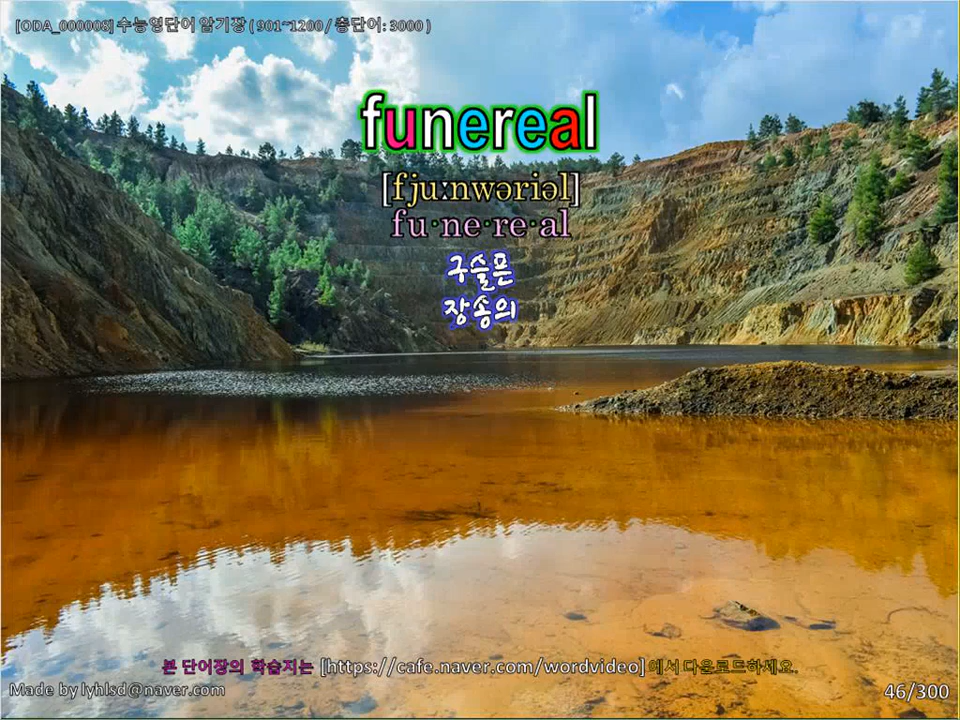 [ODA_000008] 수능영단어 암기장 ( 901~1200 / 총단어: 3000 )
funereal
[fjuːnwəriəl]
fu·ne·re·al
구슬픈
장송의
본 단어장의 학습지는 [https://cafe.naver.com/wordvideo] 에서 다운로드하세요.
Made by lyhlsd@naver.com
46/300